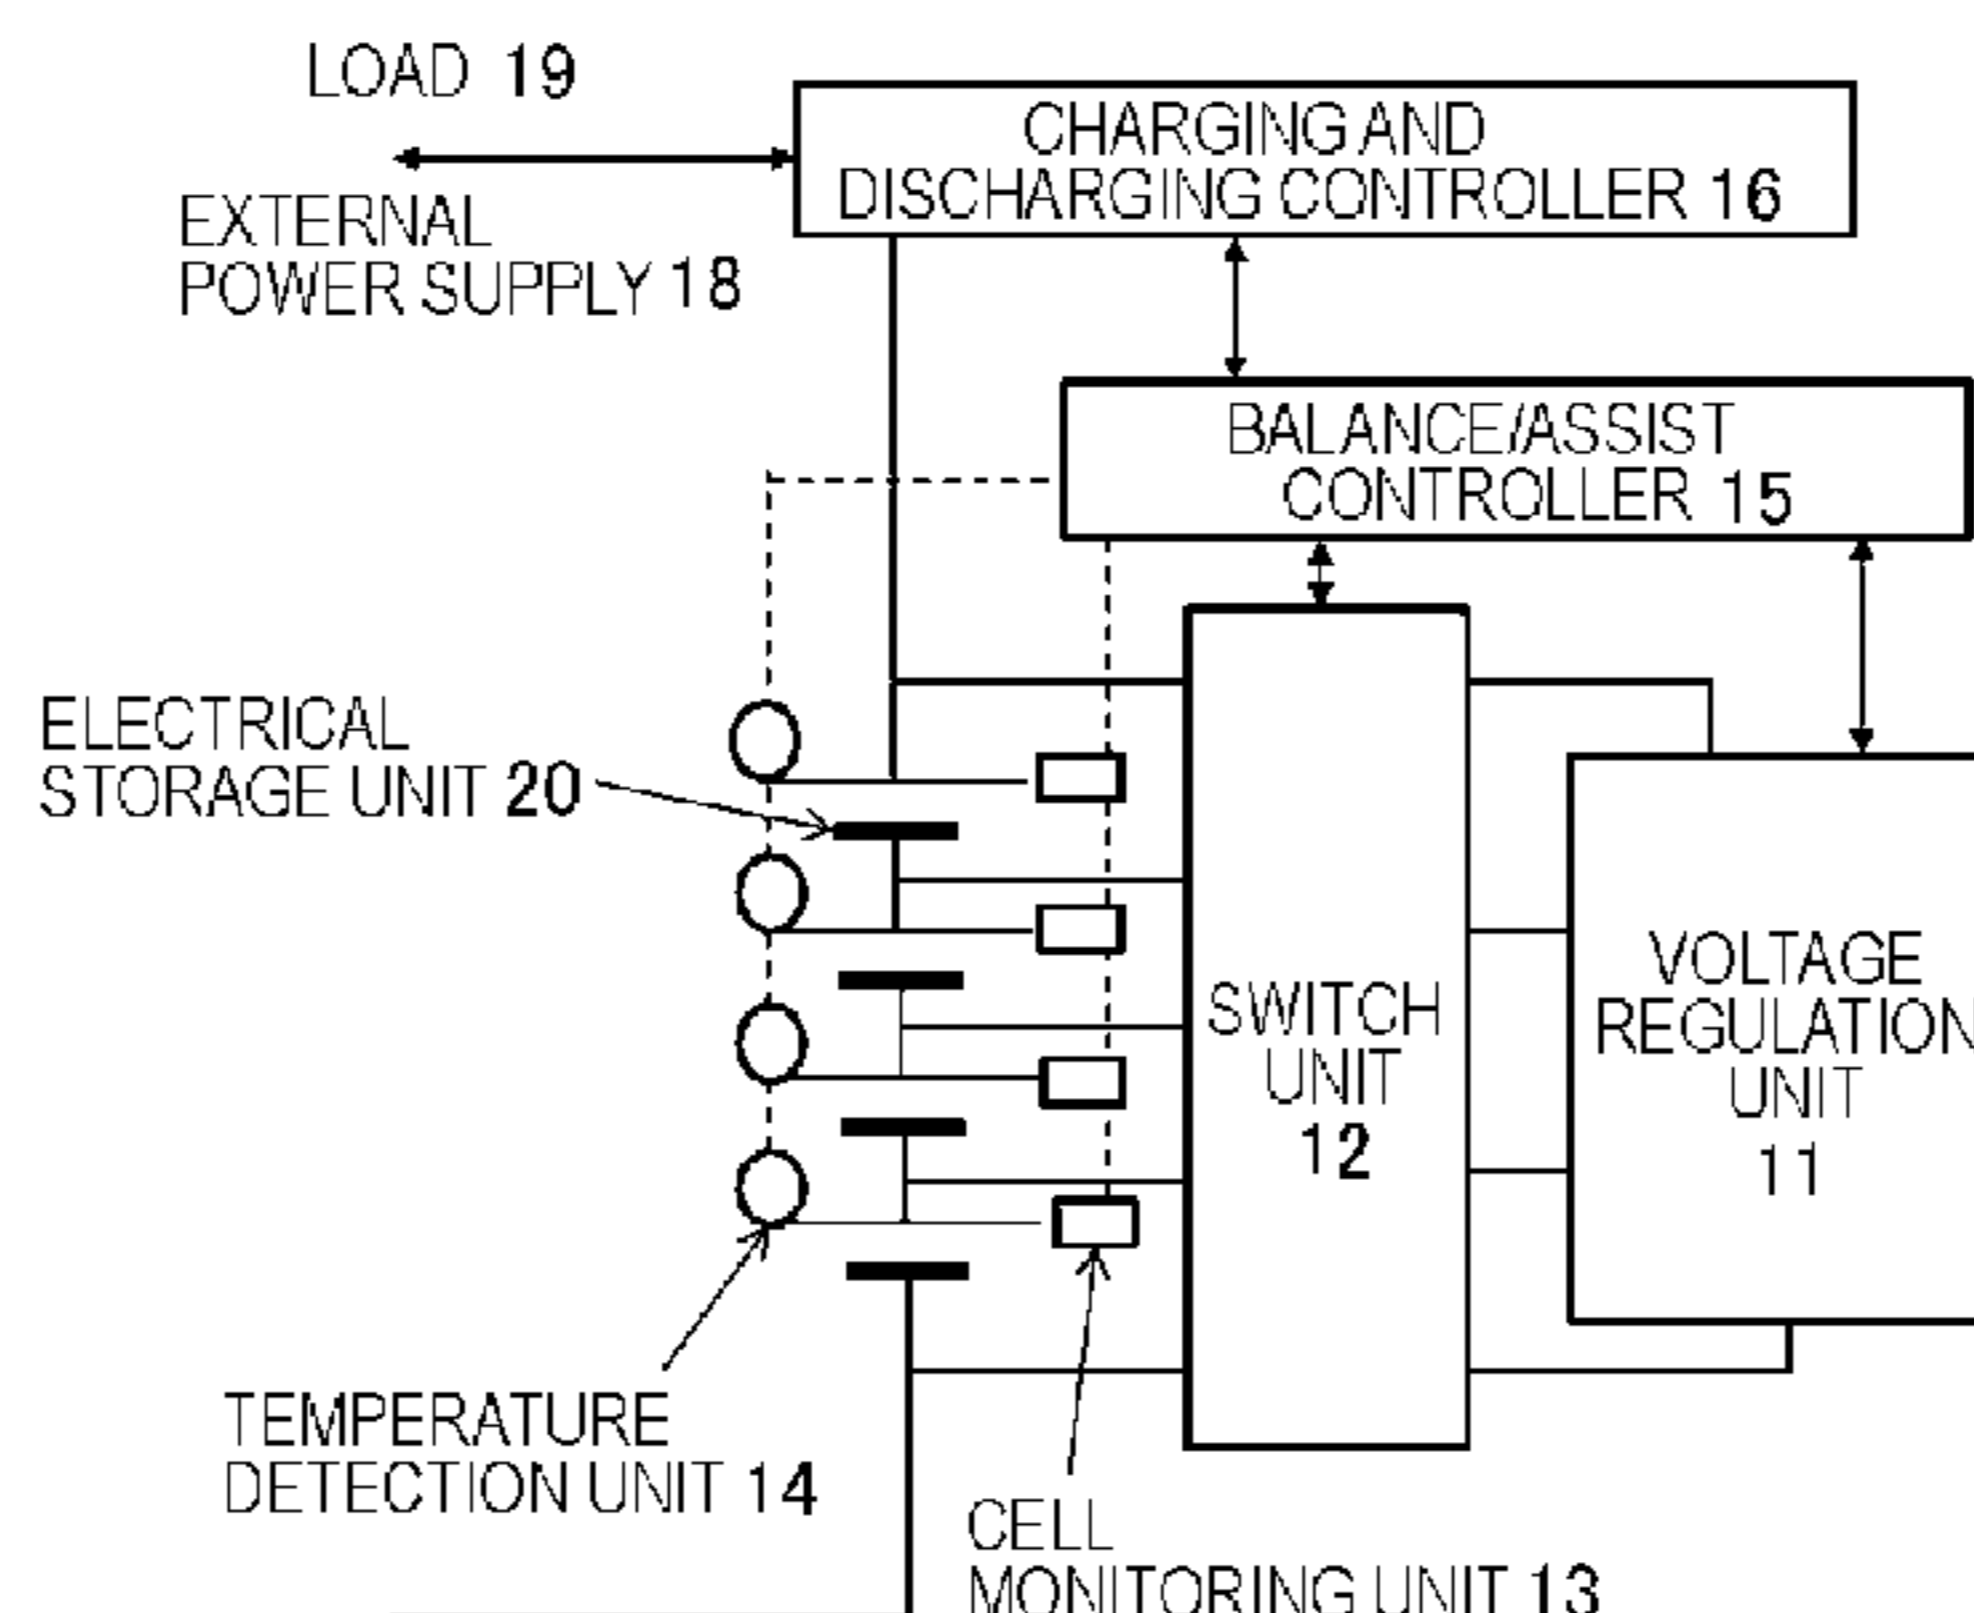 LOAD 19
CHARGING AND
DISCHARGING CONTROLLER 16
EXTERNAL
POWER SUPPLY 18
BALANCE/ASSIST
CONTROLLER 15
ELECTRICAL
STORAGE UNIT 20
SWITCH
UNIT
12
VOLTAGE
REGULATION
UNIT
11
TEMPERATURE
DETECTION UNIT 14
CELL
MONITORING UNIT 13